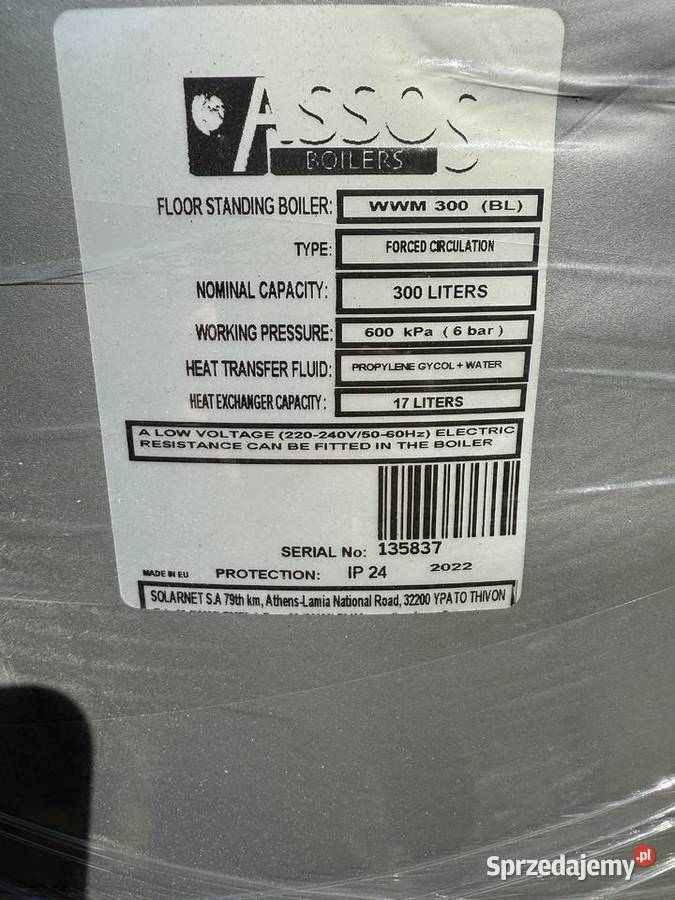 ASSOS
BOILERS
FLOOR STANDING BOILER: WWM 300 (BL)
TYPE: FORCED CIRCULATION
NOMINAL CAPACITY: 300 LITERS
WORKING PRESSURE: 600 kPa ( 6 bar )
HEAT TRANSFER FLUID: PROPYLENE GYCOL + WATER
HEAT EXCHANGER CAPACITY: 17 LITERS
A LOW VOLTAGE (220-240V/50-60Hz) ELECTRIC
RESISTANCE CAN BE FITTED IN THE BOILER
SERIAL No: 135837
MADE IN EU PROTECTION: IP 24 2022
SOLARNET S.A 79th km, Athens-Lamia National Road, 32200 YPATO THIVON
Sprzedajemy.pl